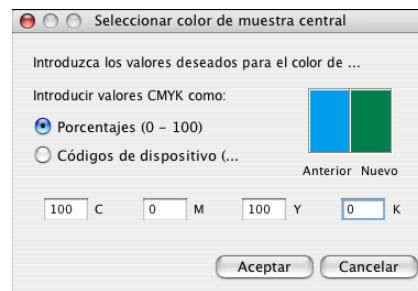 Seleccionar color de muestra central
Introduzca los valores deseados para el color de ...
Introducir valores CMYK como:
Porcentajes (0 – 100)
Códigos de dispositivo (...
Anterior Nuevo
100 C 0 M 100 Y 0 K
Aceptar Cancelar